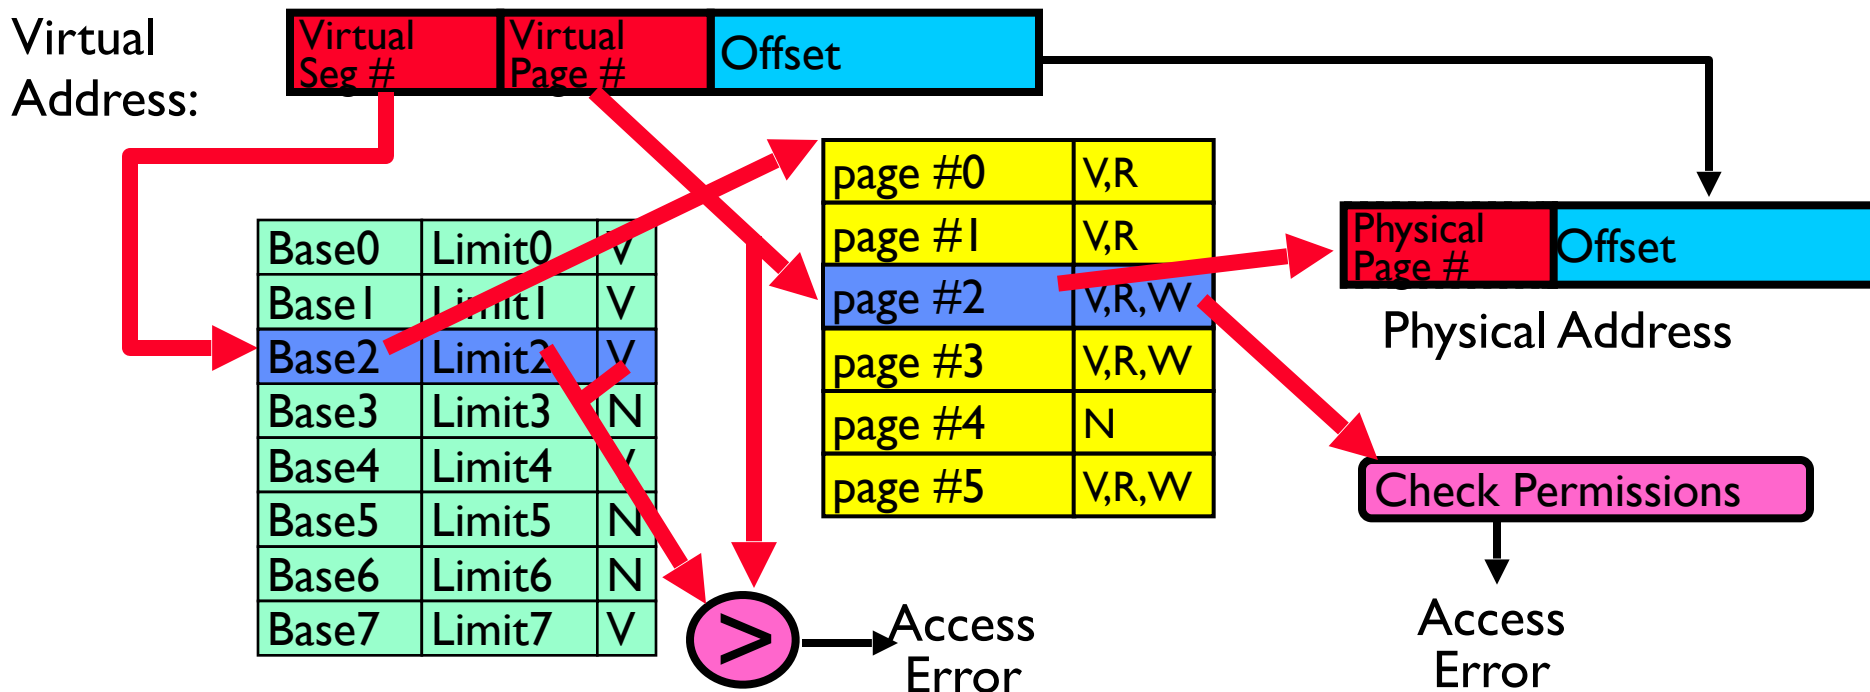 Virtual
Address:
Virtual
Seg #
Virtual
Page #
Offset
Base0 Limit0 V
Base1 Limit1 V
Base2 Limit2 V
Base3 Limit3 N
Base4 Limit4 V
Base5 Limit5 N
Base6 Limit6 N
Base7 Limit7 V
page #0 V,R
page #1 V,R
page #2 V,R,W
page #3 V,R,W
page #4 N
page #5 V,R,W
Physical
Page #
Offset
Physical Address
Check Permissions
>
Access
Error
Access
Error